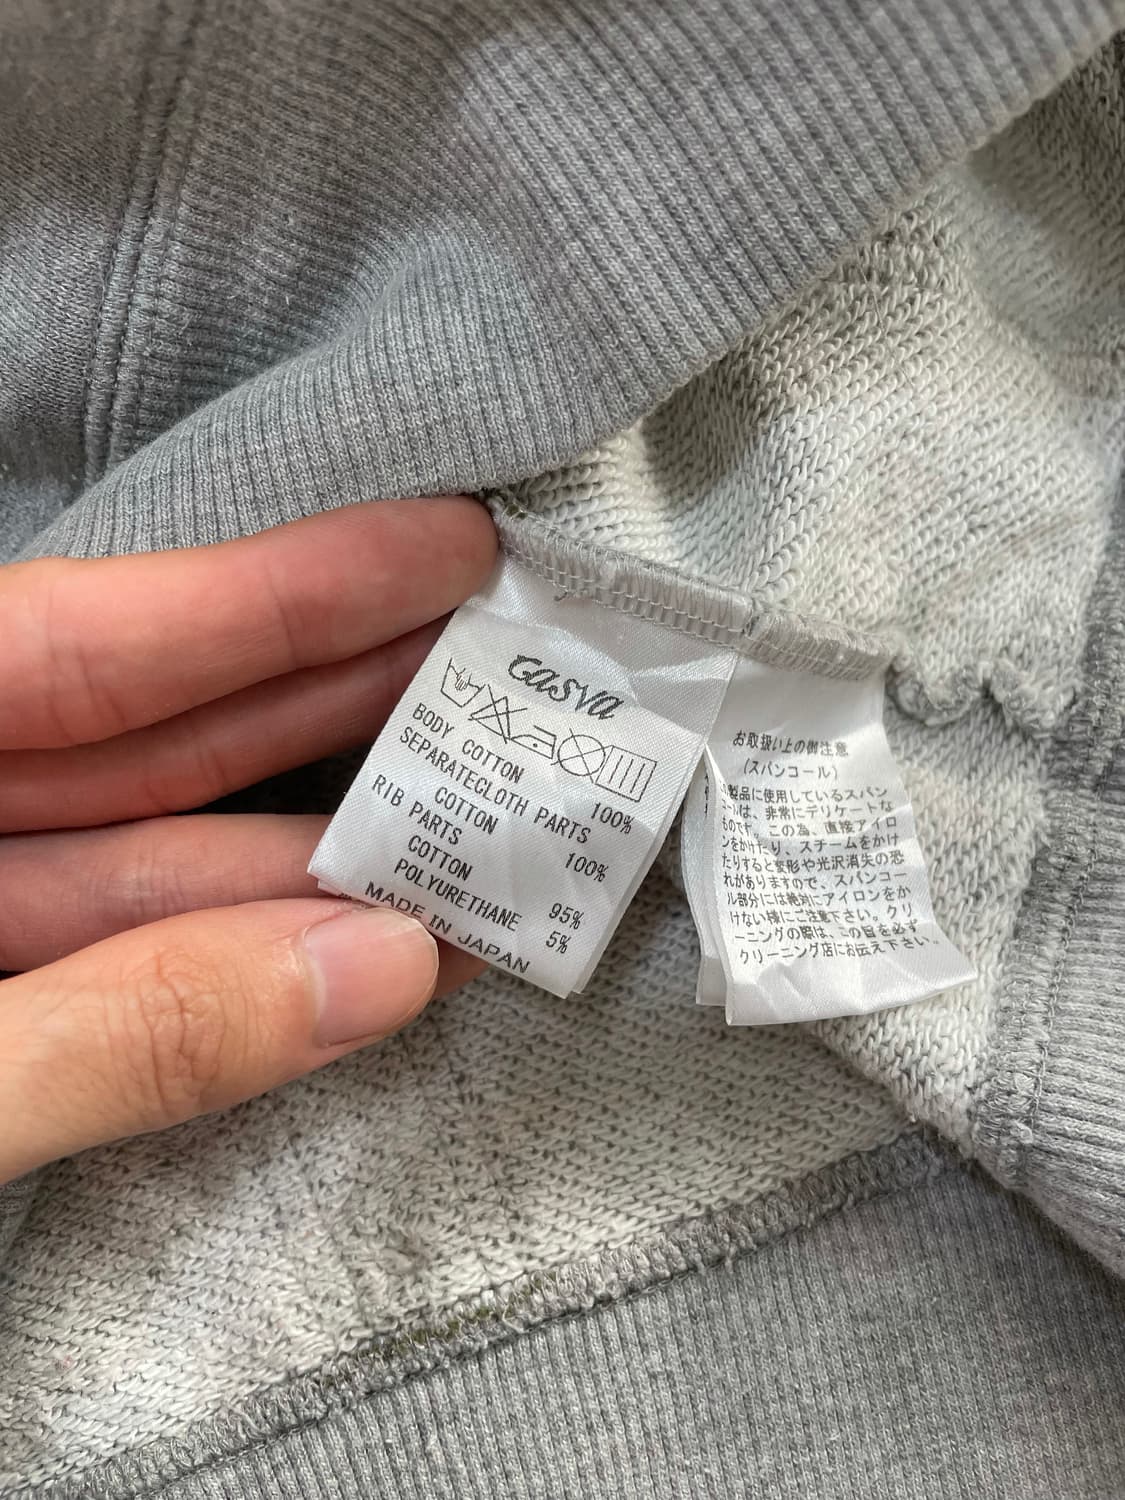 casva
BODY COTTON 100%
SEPARATECLOTH PARTS
COTTON 100%
RIB PARTS
COTTON 95%
POLYURETHANE 5%
MADE IN JAPAN
お取扱い上の御注意
(スパンコール)
製品に使用しているスパン
ールは、非常にデリケートな
ものです。この為、直接アイロ
ンをかけたり、スチームをかけ
たりすると変形や光沢消失の恐
れがありますので、スパンコー
ル部分には絶対にアイロンをか
けない様にご注意下さい。クリ
ーニングの際は、この旨を必ず
クリーニング店にお伝え下さい。